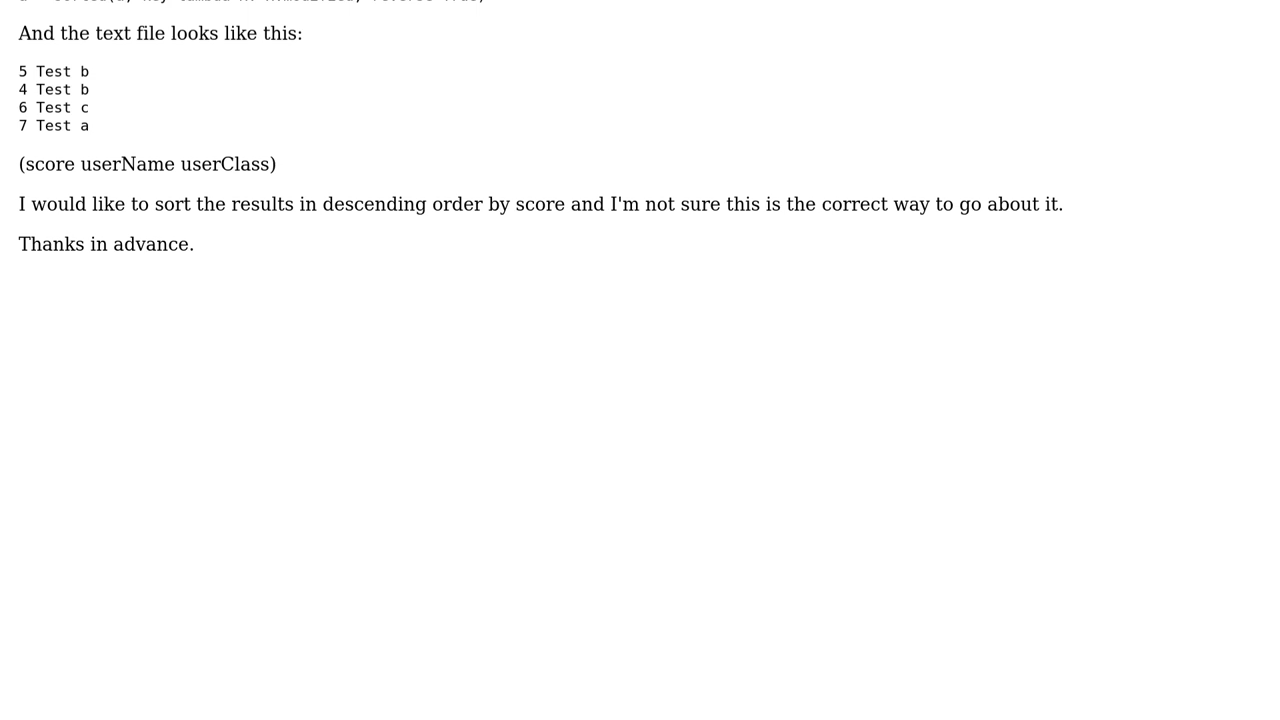 And the text file looks like this:
5 Test b
4 Test b
6 Test c
7 Test a
(score userName userClass)
I would like to sort the results in descending order by score and I'm not sure this is the correct way to go about it.
Thanks in advance.